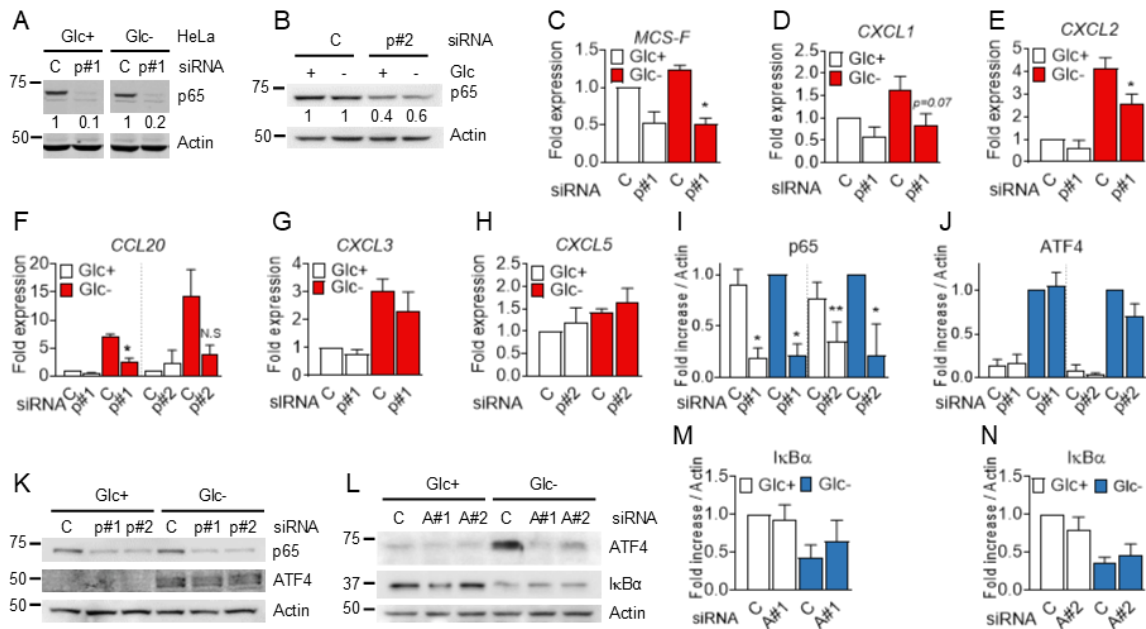 A
Glc+ Glc- HeLa
C p#1 C p#1 siRNA
75
p65
1 0.1 1 0.2
50
Actin
B
C p#2 siRNA
+ - + - Glc
75
p65
1 1 0.4 0.6
50
Actin
C
MCS-F
Fold expression
1.5
1.0
0.5
0.0
Glc+
Glc-
*
siRNA C p#1 C p#1
D
CXCL1
Fold expression
2.5
2.0
1.5
1.0
0.5
0.0
Glc+
Glc-
p=0.07
siRNA C p#1 C p#1
E
CXCL2
Fold expression
6
5
4
3
2
1
0
Glc+
Glc-
*
siRNA C p#1 C p#1
F
CCL20
Fold expression
20
15
10
5
0
Glc+
Glc-
*
N.S
siRNA C p#1 C p#1 C p#2 C p#2
G
CXCL3
Fold expression
4
3
2
1
0
Glc+
Glc-
siRNA C p#1 C p#1
H
CXCL5
Fold expression
2.5
2.0
1.5
1.0
0.5
0.0
Glc+
Glc-
siRNA C p#2 C p#2
I
p65
Fold increase / Actin
1.0
0.5
0.0
* * ** *
siRNA C p#1 C p#1 C p#2 C p#2
J
ATF4
Fold increase / Actin
1.0
0.5
0.0
siRNA C p#1 C p#1 C p#2 C p#2
K
Glc+ Glc-
C p#1 p#2 C p#1 p#2 siRNA
75
p65
50
ATF4
50
Actin
L
Glc+ Glc-
C A#1 A#2 C A#1 A#2 siRNA
75
ATF4
37
IκBα
50
Actin
M
IκBα
Fold increase / Actin
1.5
1.0
0.5
0.0
Glc+ Glc-
siRNA C A#1 C A#1
N
IκBα
Fold increase / Actin
1.5
1.0
0.5
0.0
Glc+ Glc-
siRNA C A#2 C A#2